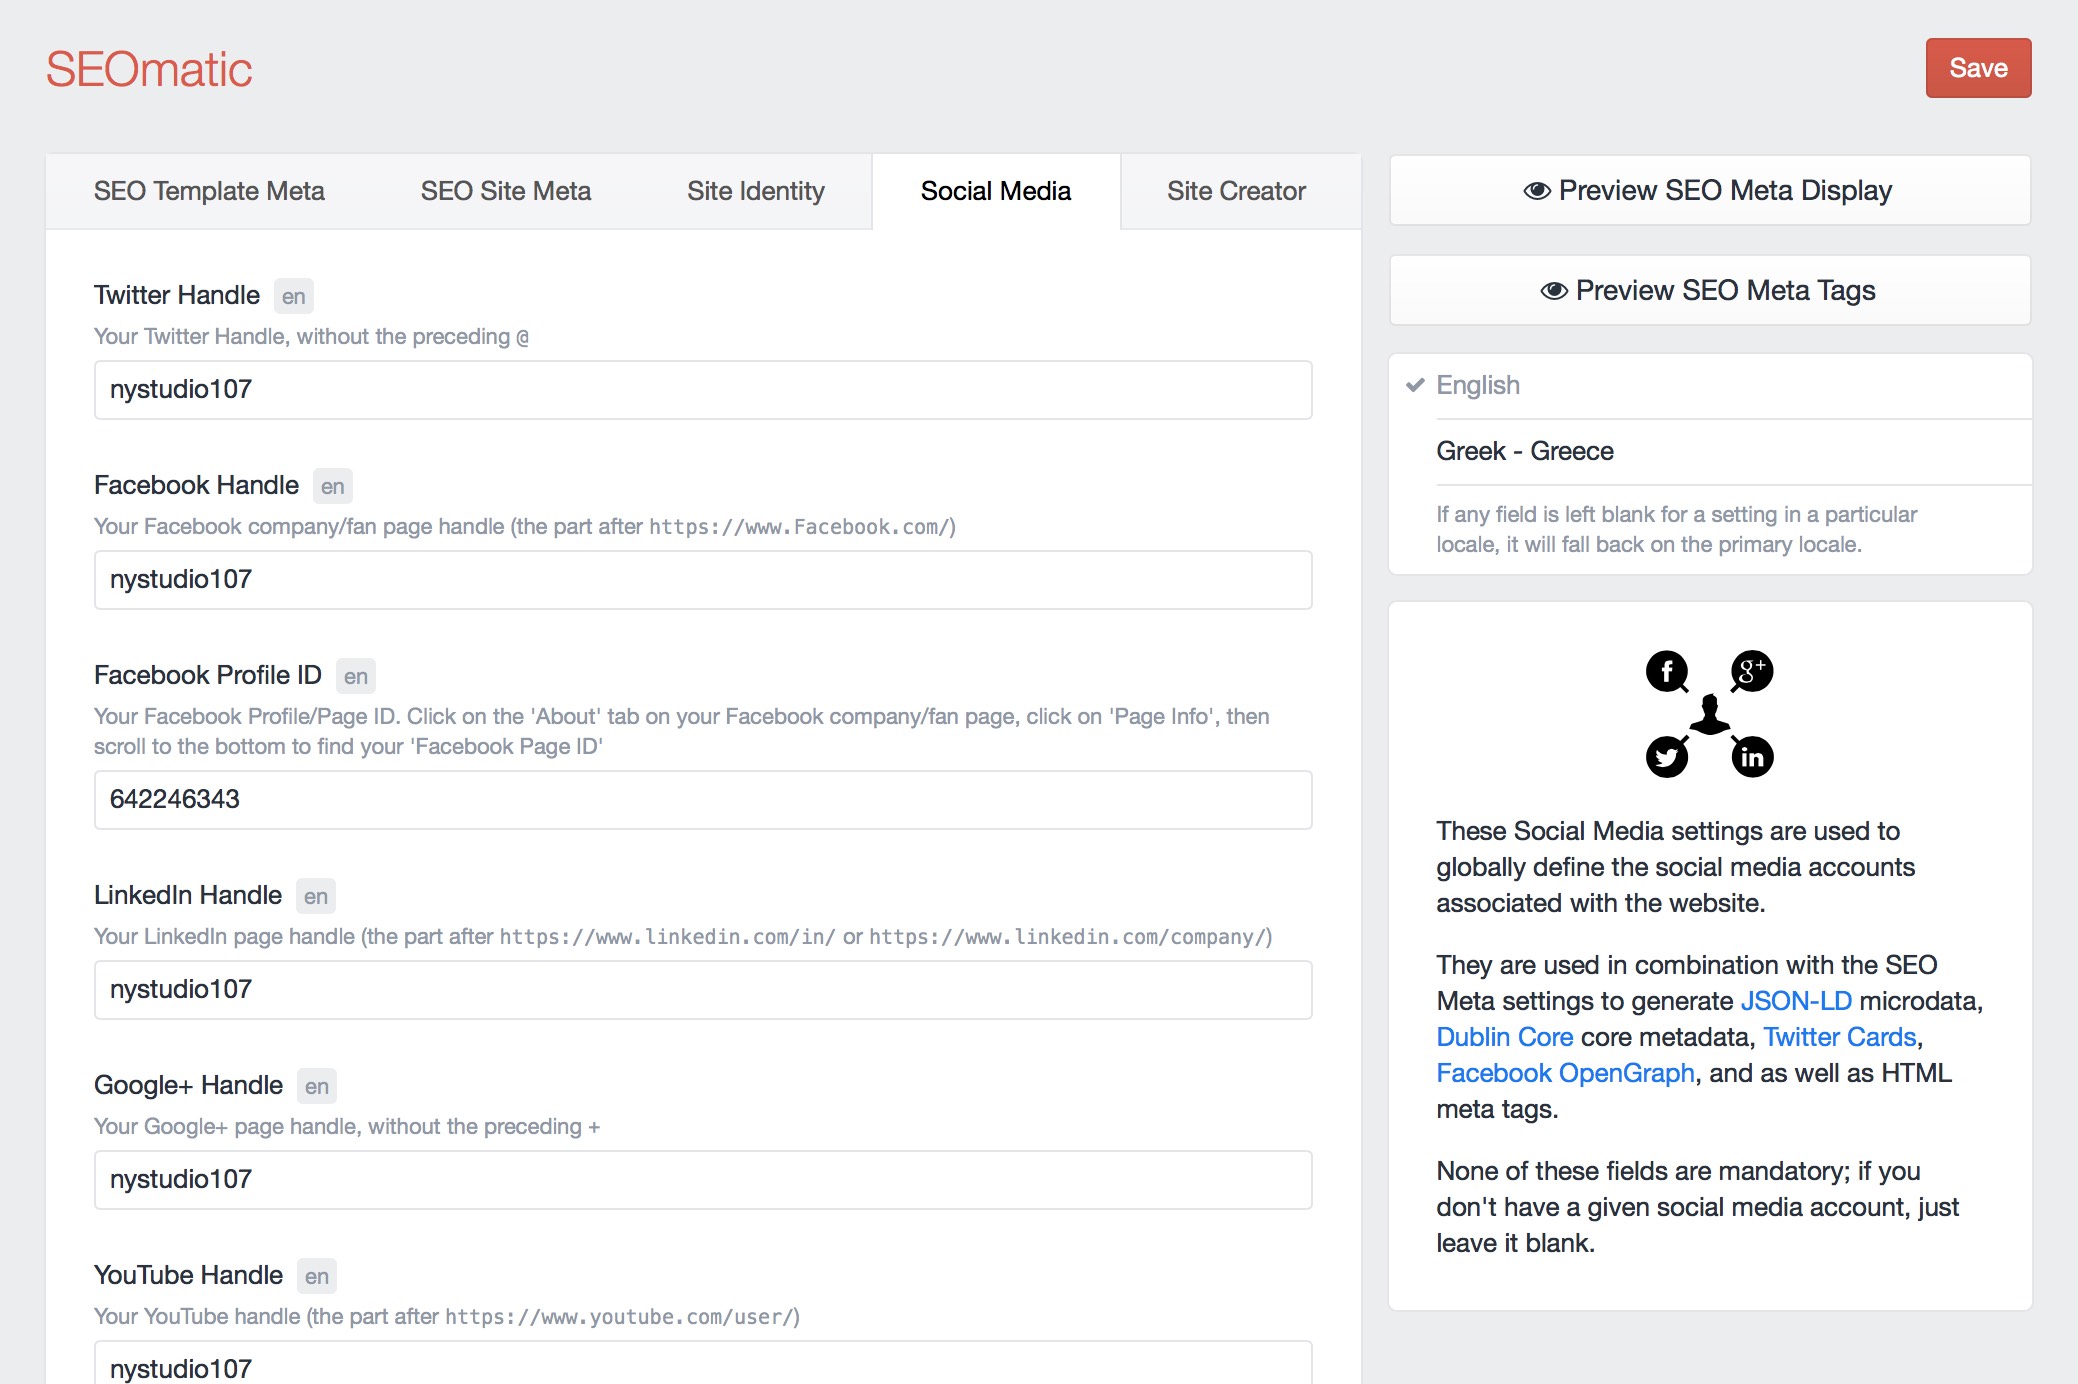 SEOmatic
Save
SEO Template Meta
SEO Site Meta
Site Identity
Social Media
Site Creator
Twitter Handle en
Your Twitter Handle, without the preceding @
nystudio107
Facebook Handle en
Your Facebook company/fan page handle (the part after https://www.Facebook.com/)
nystudio107
Facebook Profile ID en
Your Facebook Profile/Page ID. Click on the 'About' tab on your Facebook company/fan page, click on 'Page Info', then
scroll to the bottom to find your 'Facebook Page ID'
642246343
LinkedIn Handle en
Your LinkedIn page handle (the part after https://www.linkedin.com/in/ or https://www.linkedin.com/company/)
nystudio107
Google+ Handle en
Your Google+ page handle, without the preceding +
nystudio107
YouTube Handle en
Your YouTube handle (the part after https://www.youtube.com/user/)
nystudio107
Preview SEO Meta Display
Preview SEO Meta Tags
English
Greek - Greece
If any field is left blank for a setting in a particular
locale, it will fall back on the primary locale.
f
g+
in
These Social Media settings are used to
globally define the social media accounts
associated with the website.
They are used in combination with the SEO
Meta settings to generate JSON-LD microdata,
Dublin Core core metadata, Twitter Cards,
Facebook OpenGraph, and as well as HTML
meta tags.
None of these fields are mandatory; if you
don't have a given social media account, just
leave it blank.